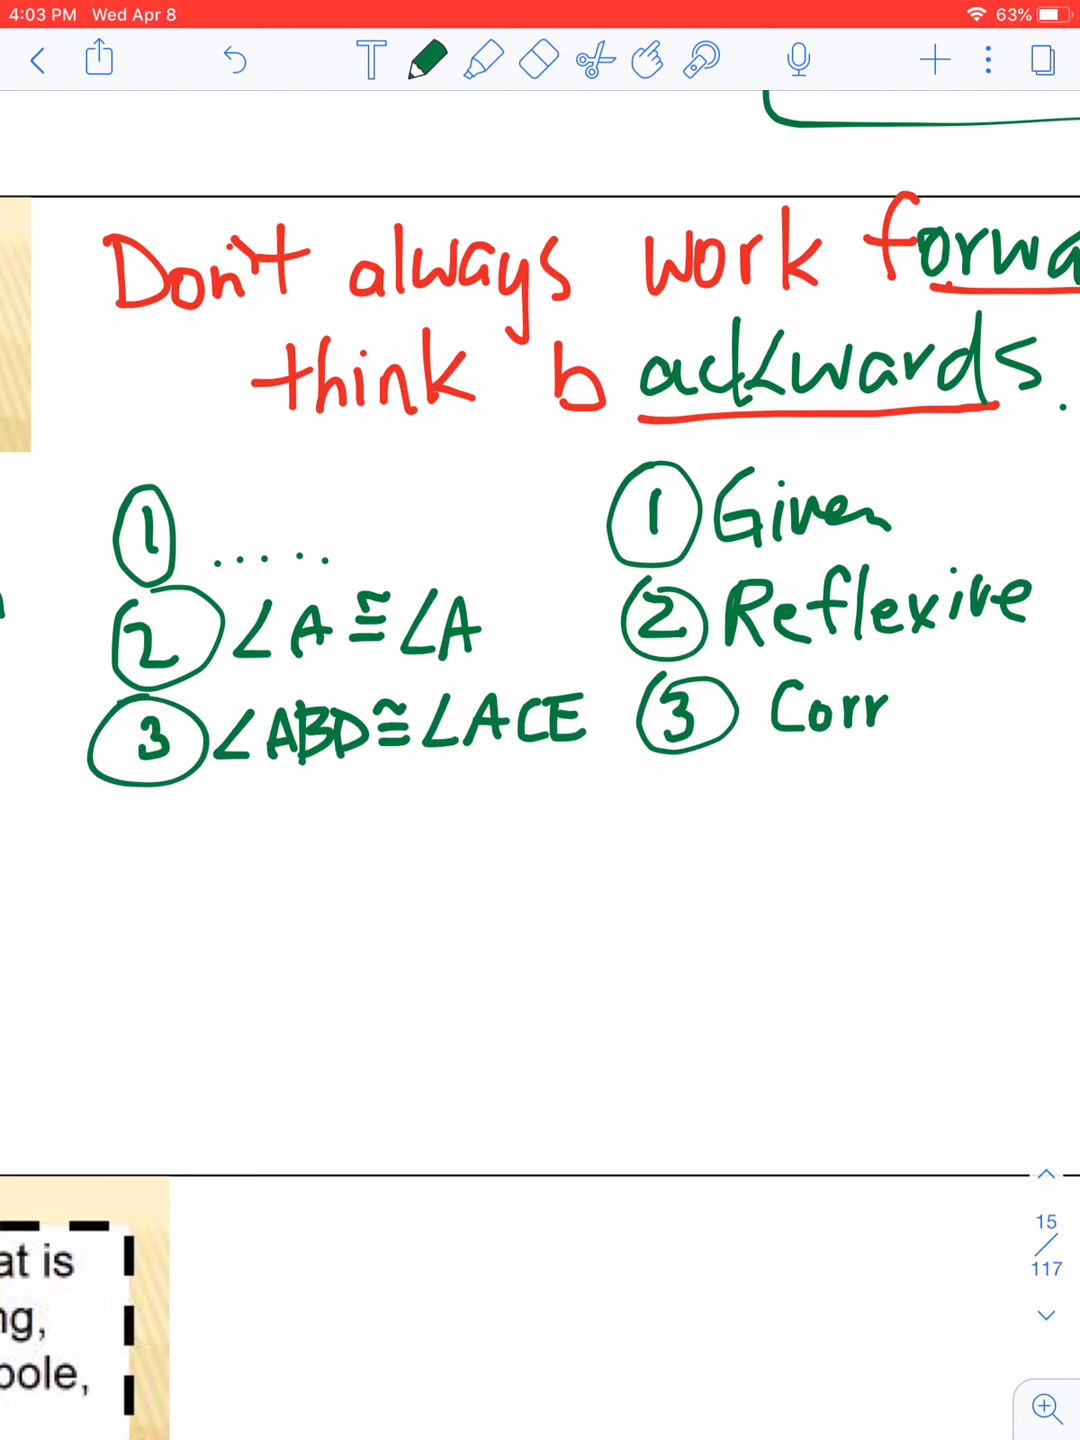 4:03 PM Wed Apr 8 63%
Don't always work forwa
think backwards.
① ..... ① Given
② ∠A ≅ ∠A ② Reflexive
③ ∠ABD ≅ ∠ACE ③ Corr
15
/
117
at is
ng,
pole,